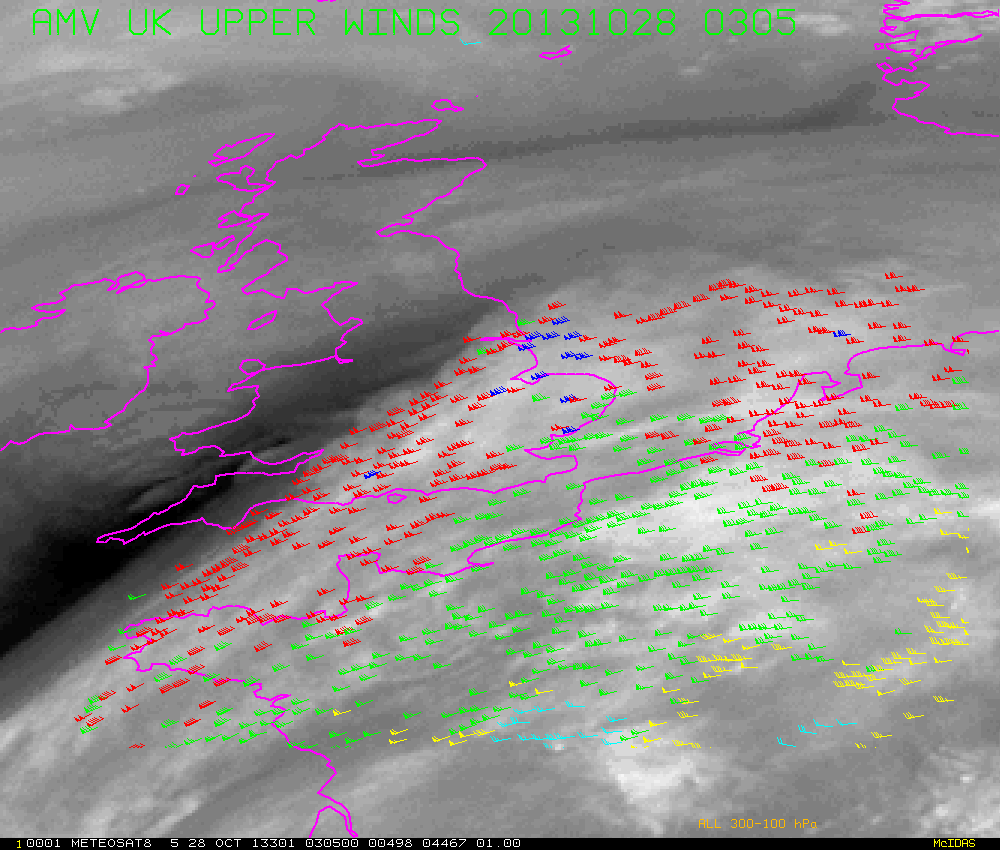 AMV UK UPPER WINDS 20131028 0305
ALL 300-100 hPa
10001 METEOSAT8 5 28 OCT 13301 030500 00498 04467 01.00 McIDAS